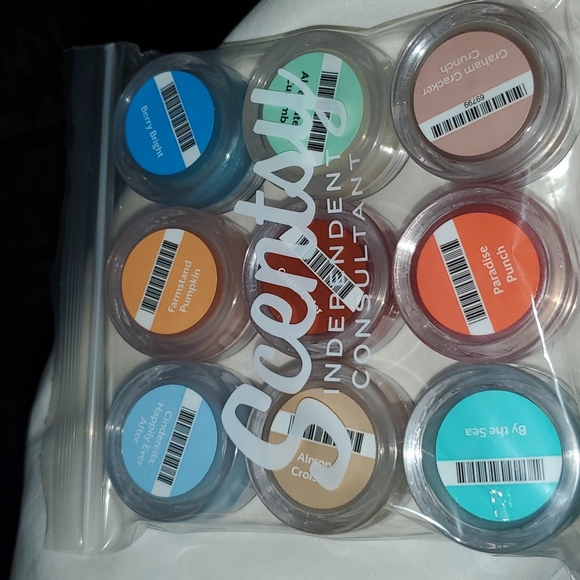 Berry Bright
Graham Cracker
Crunch
69799
Scentsy
INDEPENDENT
CONSULTANT
Farmstand
Pumpkin
Paradise
Punch
Cinderella:
Happily Ever
After
By the Sea